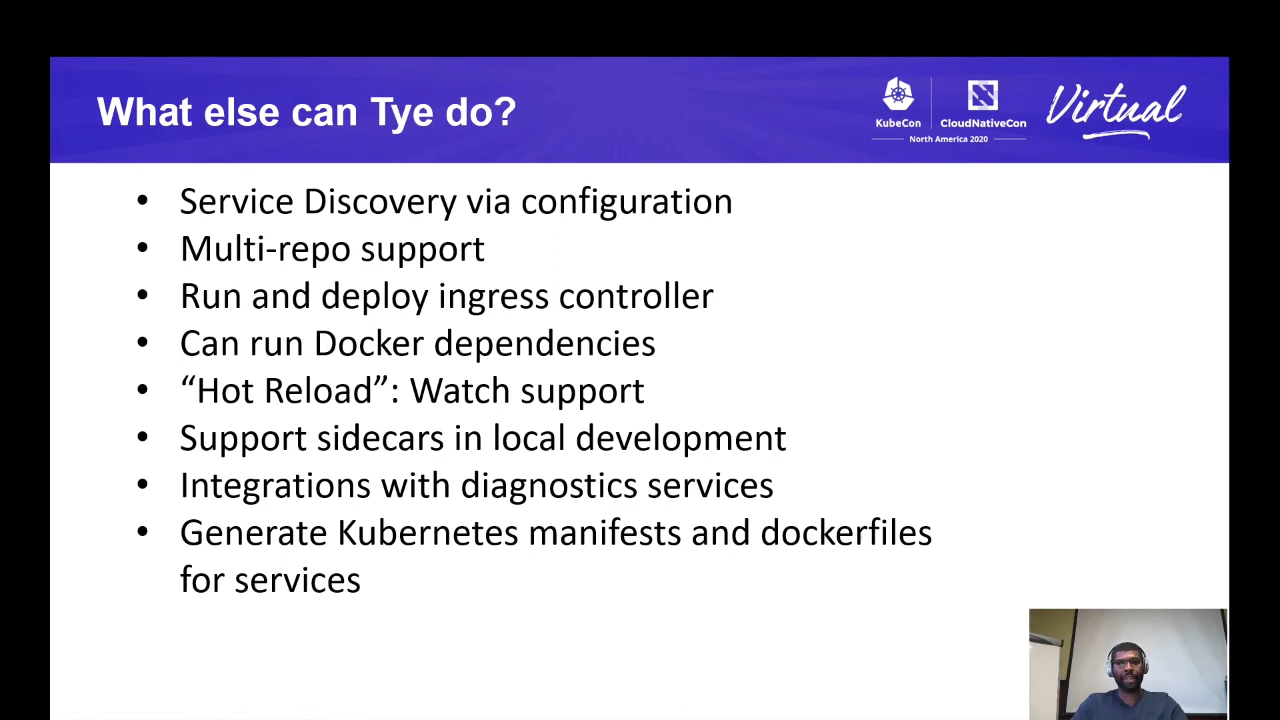 What else can Tye do?
KubeCon
CloudNativeCon
North America 2020
Virtual
• Service Discovery via configuration
• Multi-repo support
• Run and deploy ingress controller
• Can run Docker dependencies
• “Hot Reload”: Watch support
• Support sidecars in local development
• Integrations with diagnostics services
• Generate Kubernetes manifests and dockerfiles
for services